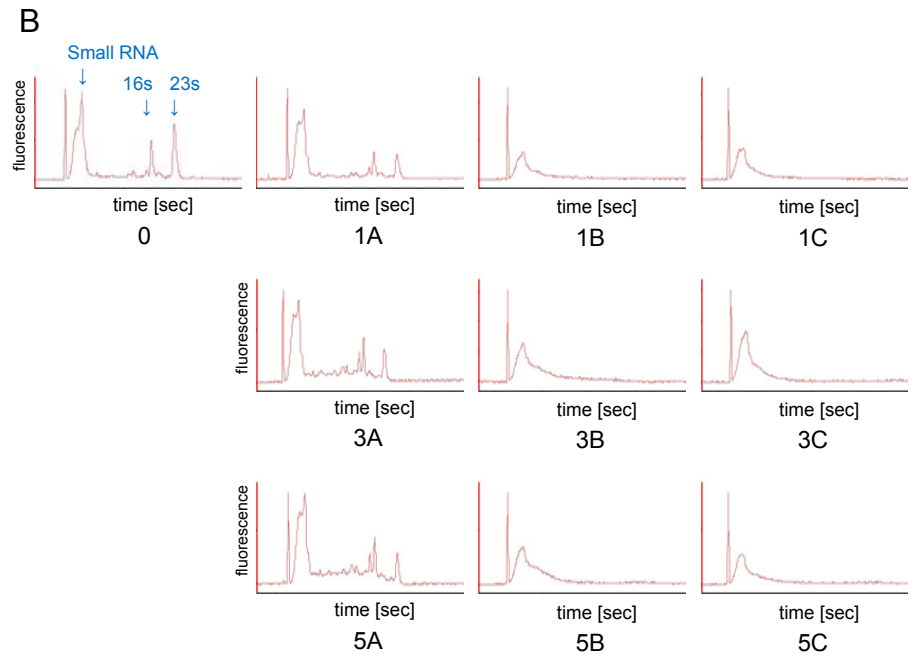 B
Small RNA
16s
23s
fluorescence
time [sec]
time [sec]
time [sec]
time [sec]
0
1A
1B
1C
fluorescence
time [sec]
time [sec]
time [sec]
3A
3B
3C
fluorescence
time [sec]
time [sec]
time [sec]
5A
5B
5C